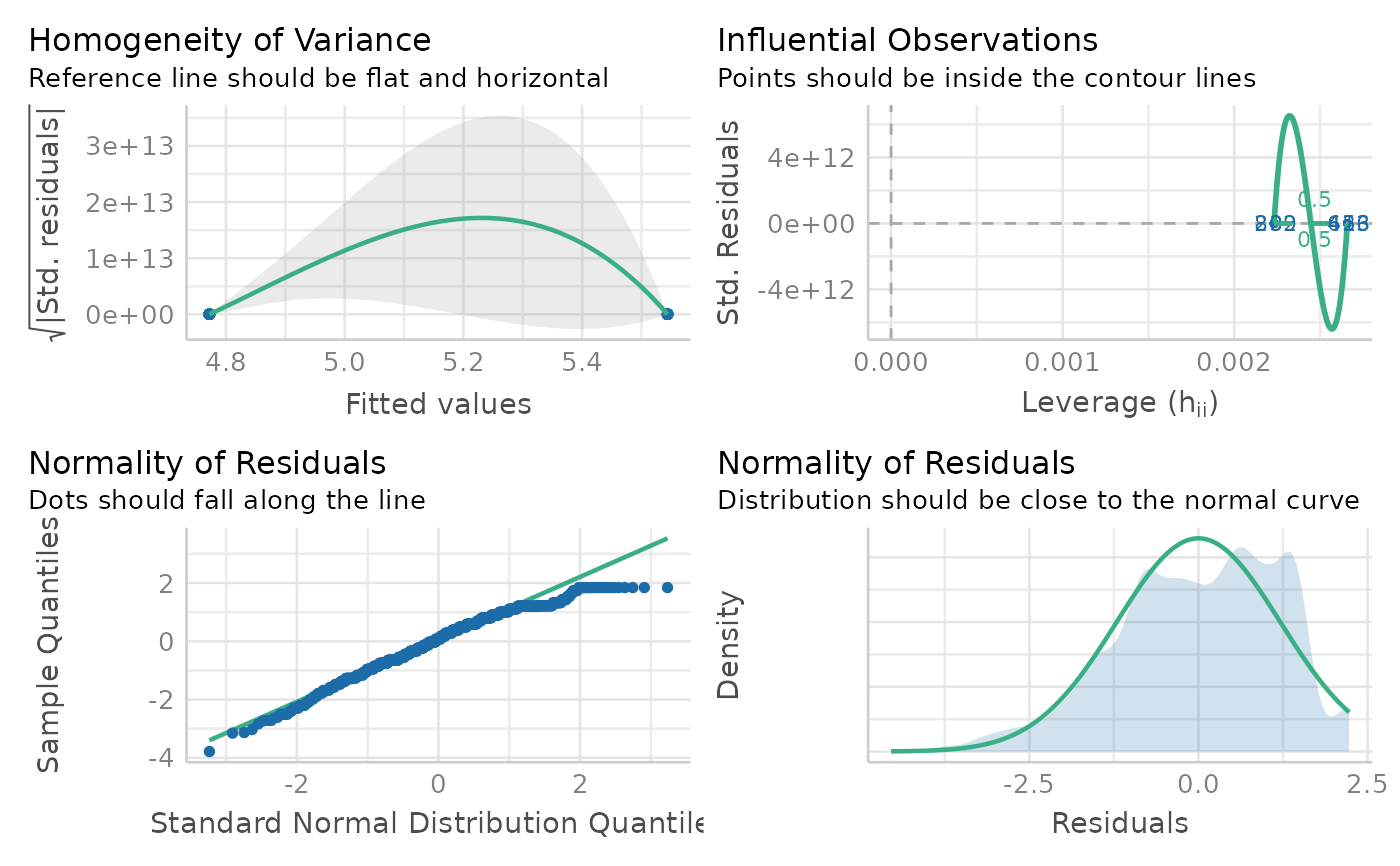 Homogeneity of Variance
Reference line should be flat and horizontal
√|Std. residuals|
3e+13
2e+13
1e+13
0e+00
4.8 5.0 5.2 5.4
Fitted values
Influential Observations
Points should be inside the contour lines
Std. Residuals
4e+12
0e+00
-4e+12
0.5
0.5
0.000 0.001 0.002
Leverage (hii)
Normality of Residuals
Dots should fall along the line
Sample Quantiles
2
0
-2
-4
-2 0 2
Standard Normal Distribution Quantile
Normality of Residuals
Distribution should be close to the normal curve
Density
-2.5 0.0 2.5
Residuals